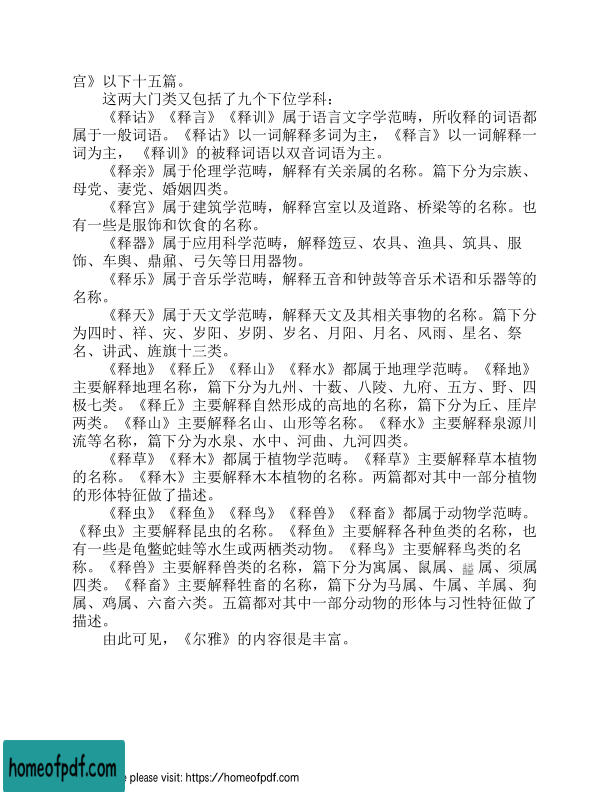 宫》以下十五篇。
这两大门类又包括了九个下位学科：
《释诂》《释言》《释训》属于语言文字学范畴，所收释的词语都
属于一般词语。《释诂》以一词解释多词为主，《释言》以一词解释一
词为主， 《释训》的被释词语以双音词语为主。
《释亲》属于伦理学范畴，解释有关亲属的名称。篇下分为宗族、
母党、妻党、婚姻四类。
《释宫》属于建筑学范畴，解释宫室以及道路、桥梁等的名称。也
有一些是服饰和饮食的名称。
《释器》属于应用科学范畴，解释笾豆、农具、渔具、筑具、服
饰、车舆、鼎鼐、弓矢等日用器物。
《释乐》属于音乐学范畴，解释五音和钟鼓等音乐术语和乐器等的
名称。
《释天》属于天文学范畴，解释天文及其相关事物的名称。篇下分
为四时、祥、灾、岁阳、岁阴、岁名、月阳、月名、风雨、星名、祭
名、讲武、旌旗十三类。
《释地》《释丘》《释山》《释水》都属于地理学范畴。《释地》
主要解释地理名称，篇下分为九州、十薮、八陵、九府、五方、野、四
极七类。《释丘》主要解释自然形成的高地的名称，篇下分为丘、厓岸
两类。《释山》主要解释名山、山形等名称。《释水》主要解释泉源川
流等名称，篇下分为水泉、水中、河曲、九河四类。
《释草》《释木》都属于植物学范畴。《释草》主要解释草本植物
的名称。《释木》主要解释木本植物的名称。两篇都对其中一部分植物
的形体特征做了描述。
《释虫》《释鱼》《释鸟》《释兽》《释畜》都属于动物学范畴。
《释虫》主要解释昆虫的名称。《释鱼》主要解释各种鱼类的名称，也
有一些是龟鳖蛇蛙等水生或两栖类动物。《释鸟》主要解释鸟类的名
称。《释兽》主要解释兽类的名称，篇下分为寓属、鼠属、 属、须属
四类。《释畜》主要解释牲畜的名称，篇下分为马属、牛属、羊属、狗
属、鸡属、六畜六类。五篇都对其中一部分动物的形体与习性特征做了
描述。
由此可见，《尔雅》的内容很是丰富。
homeofpdf.com
please visit: https://homeofpdf.com